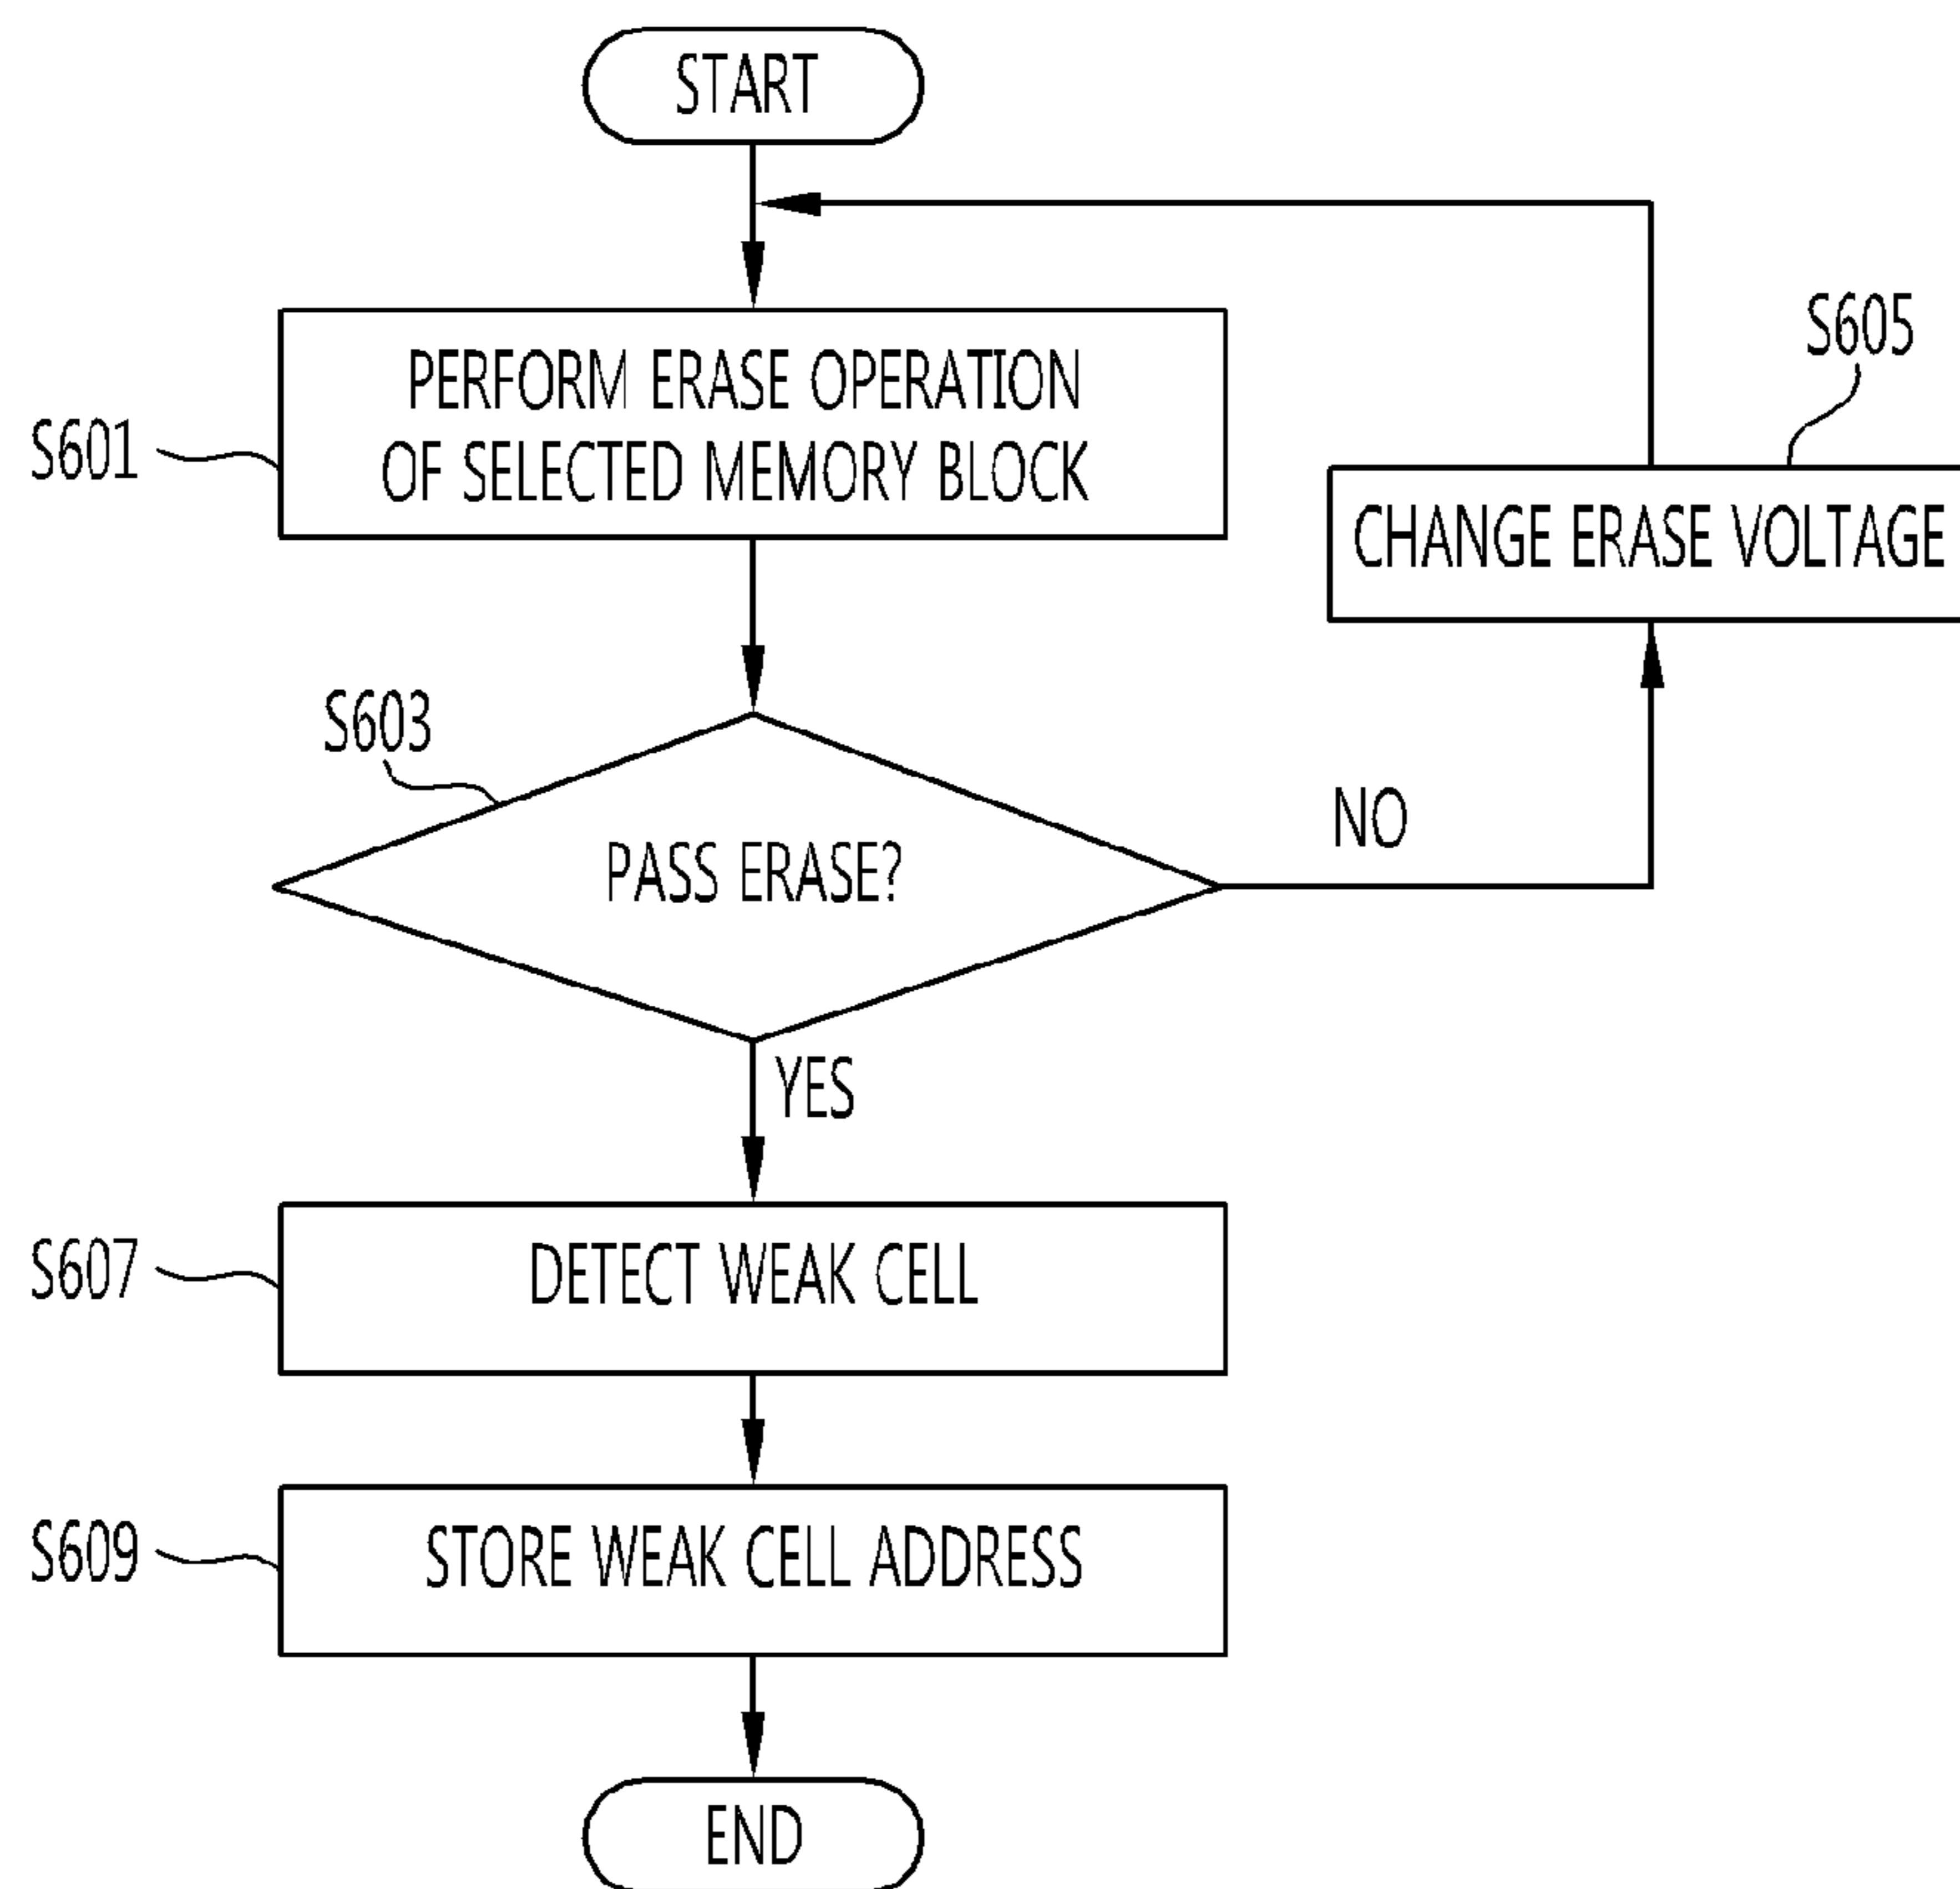 START
PERFORM ERASE OPERATION
OF SELECTED MEMORY BLOCK
S601
S605
CHANGE ERASE VOLTAGE
S603
PASS ERASE?
NO
YES
S607
DETECT WEAK CELL
S609
STORE WEAK CELL ADDRESS
END